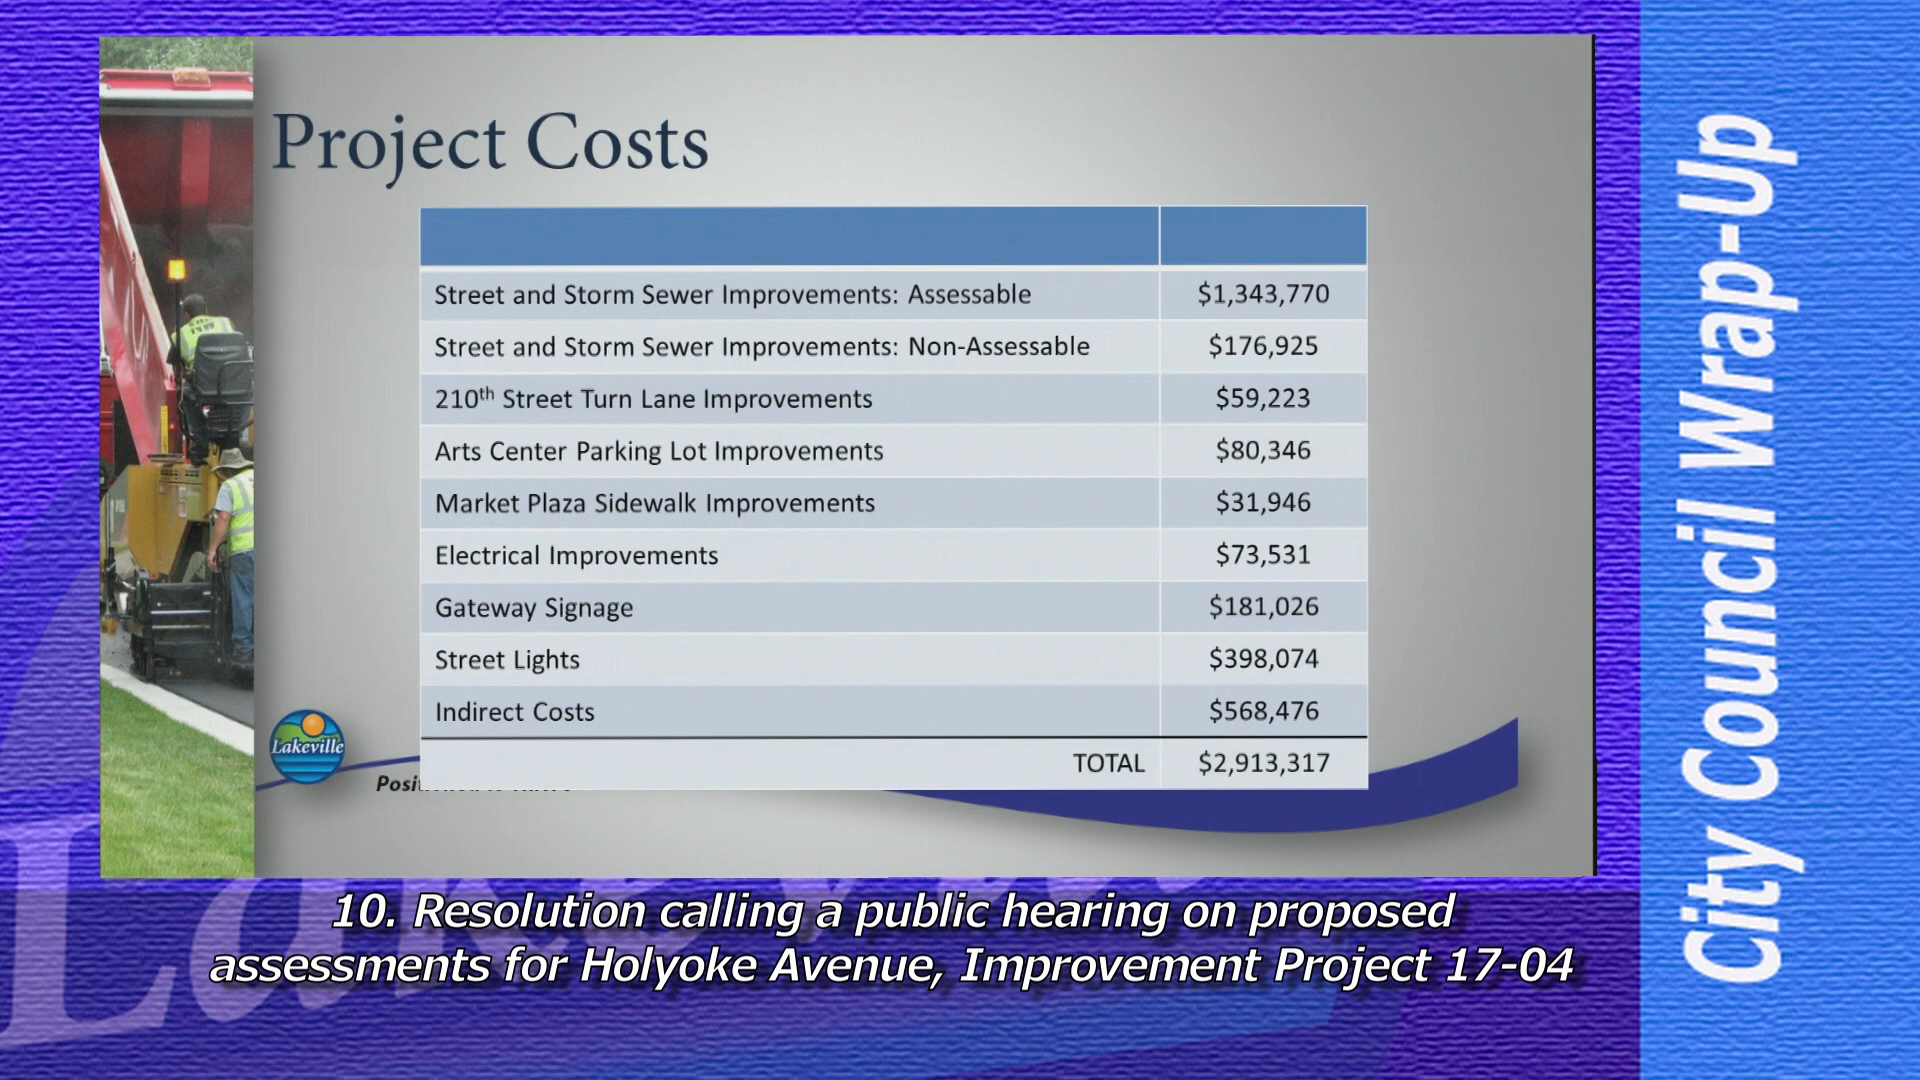 Project Costs
Street and Storm Sewer Improvements: Assessable $1,343,770
Street and Storm Sewer Improvements: Non-Assessable $176,925
210th Street Turn Lane Improvements $59,223
Arts Center Parking Lot Improvements $80,346
Market Plaza Sidewalk Improvements $31,946
Electrical Improvements $73,531
Gateway Signage $181,026
Street Lights $398,074
Indirect Costs $568,476
TOTAL $2,913,317
Lakeville
10. Resolution calling a public hearing on proposed
assessments for Holyoke Avenue, Improvement Project 17-04
City Council Wrap-Up